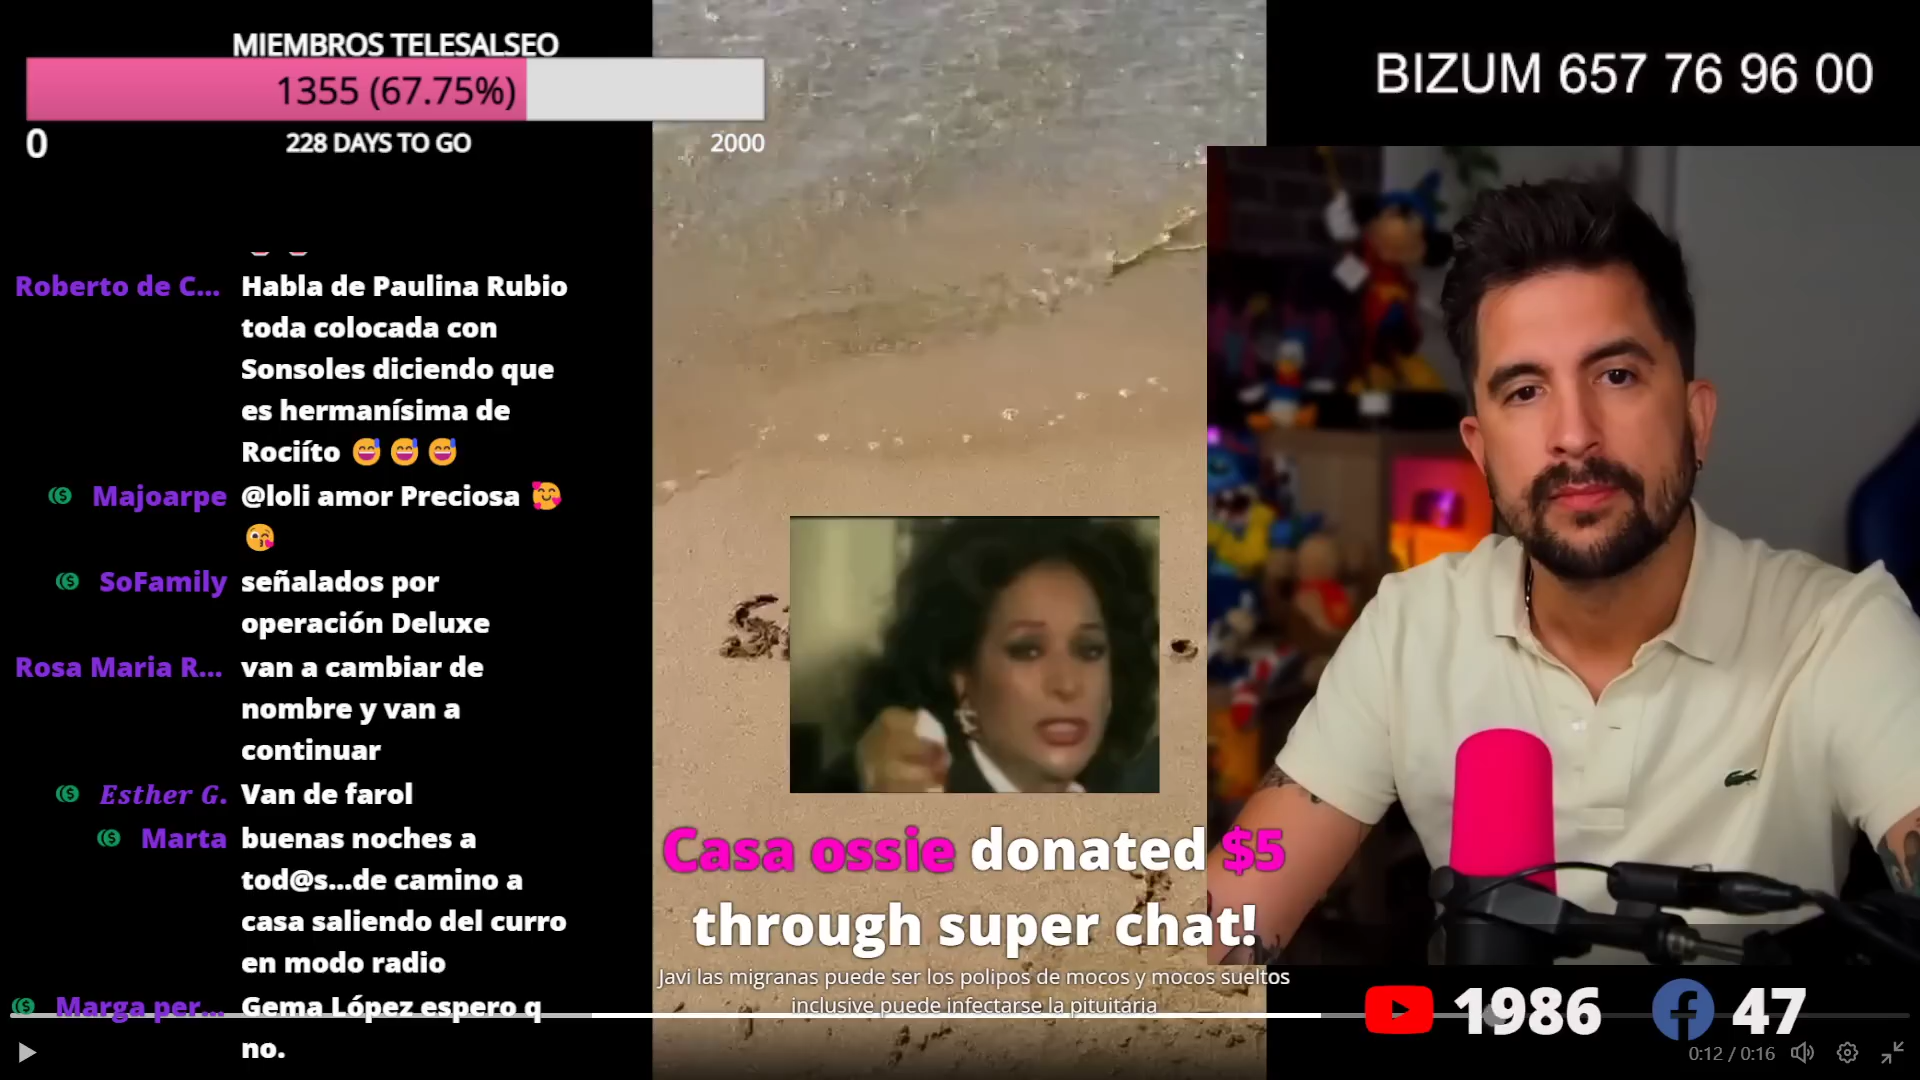 MIEMBROS TELESALSEO
1355 (67.75%)
0
228 DAYS TO GO
2000
BIZUM 657 76 96 00
Roberto de C... Habla de Paulina Rubio
toda colocada con
Sonsoles diciendo que
es hermanísima de
Rociíto 😅 😅 😅
Majoarpe @loli amor Preciosa 🥰
😘
SoFamily señalados por
operación Deluxe
Rosa Maria R... van a cambiar de
nombre y van a
continuar
Esther G. Van de farol
Marta buenas noches a
tod@s...de camino a
casa saliendo del curro
en modo radio
Marga per... Gema López espero q
no.
Casa ossie donated $5
through super chat!
Javi las migranas puede ser los polipos de mocos y mocos sueltos
inclusive puede infectarse la pituitaria
1986
47
0:12 / 0:16